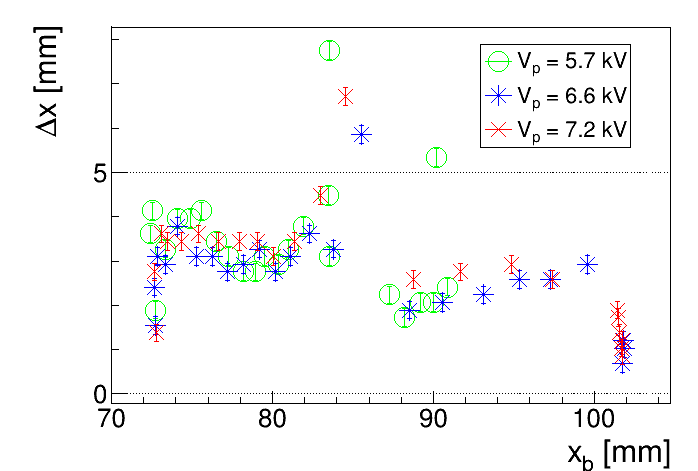 Δx [mm]
V_p = 5.7 kV
V_p = 6.6 kV
V_p = 7.2 kV
5
0
70 80 90 100
x_b [mm]